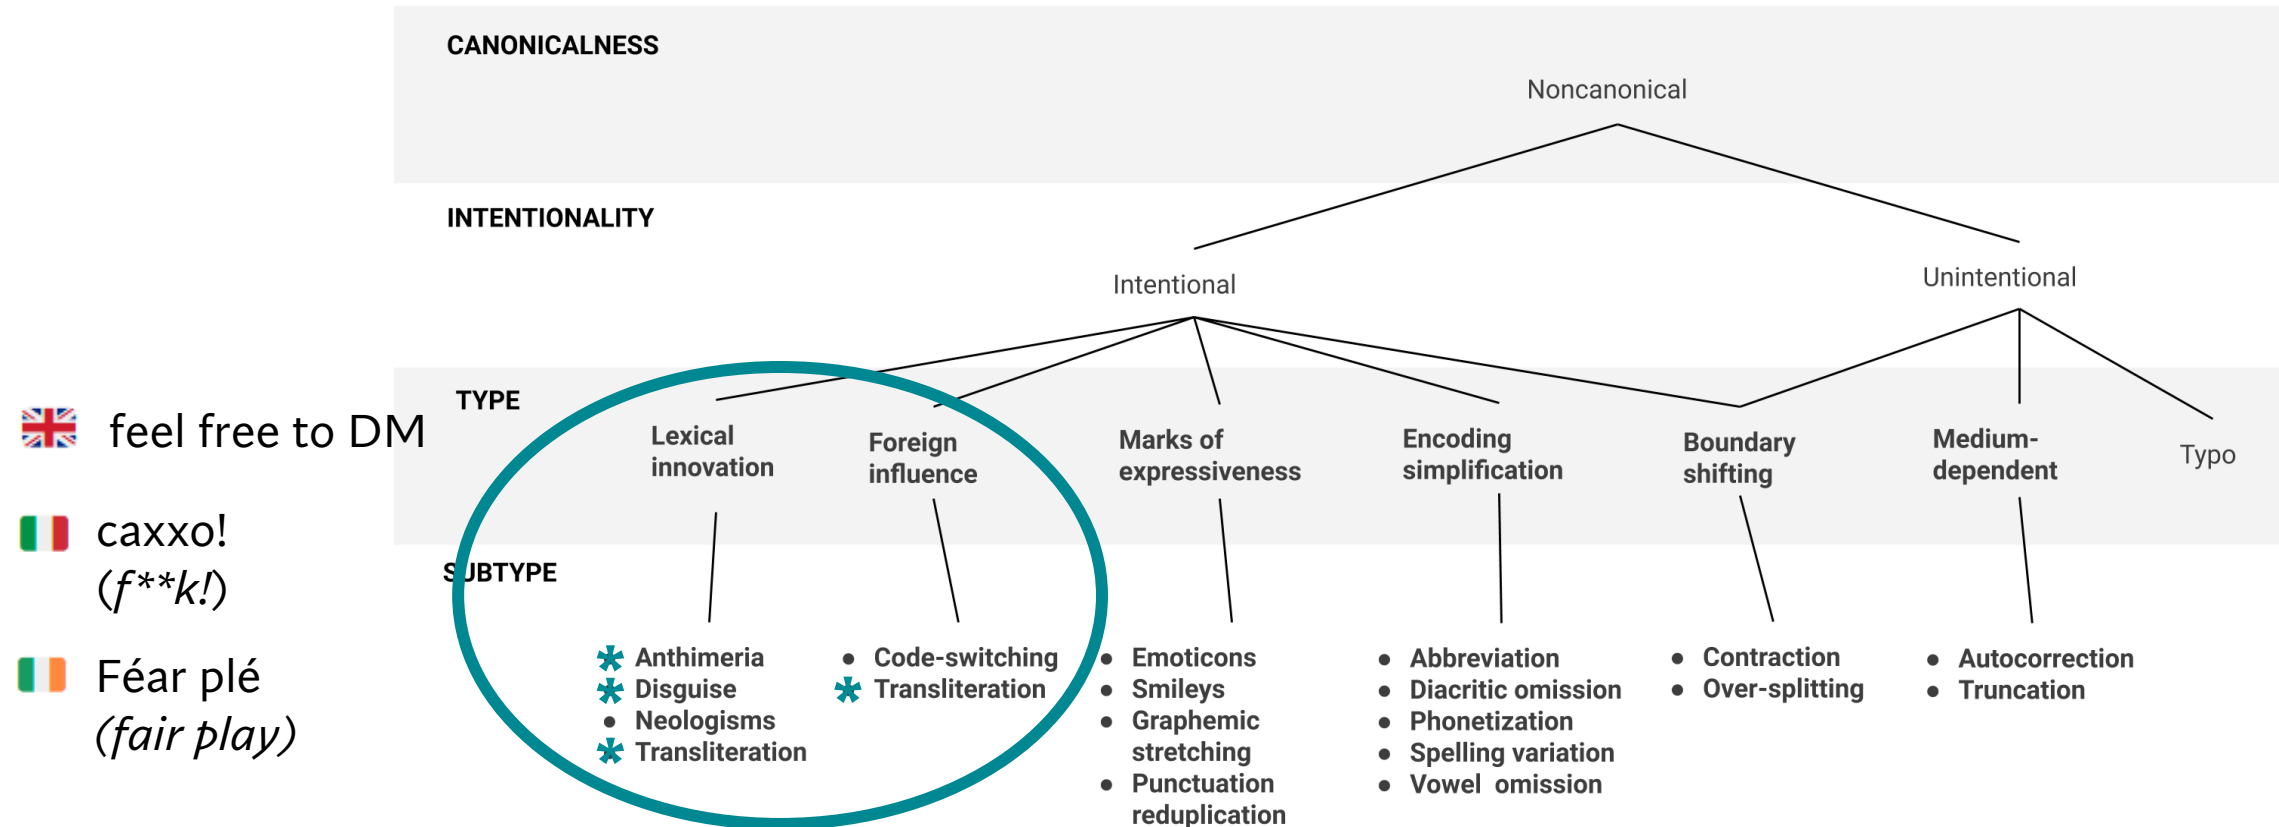 CANONICALNESS
Noncanonical
INTENTIONALITY
Intentional
Unintentional
TYPE
Lexical
innovation
Foreign
influence
Marks of
expressiveness
Encoding
simplification
Boundary
shifting
Medium-
dependent
Typo
SUBTYPE
* Anthimeria
* Disguise
• Neologisms
* Transliteration
• Code-switching
* Transliteration
• Emoticons
• Smileys
• Graphemic
stretching
• Punctuation
reduplication
• Abbreviation
• Diacritic omission
• Phonetization
• Spelling variation
• Vowel omission
• Contraction
• Over-splitting
• Autocorrection
• Truncation
feel free to DM
caxxo!
(f**k!)
Féar plé
(fair play)